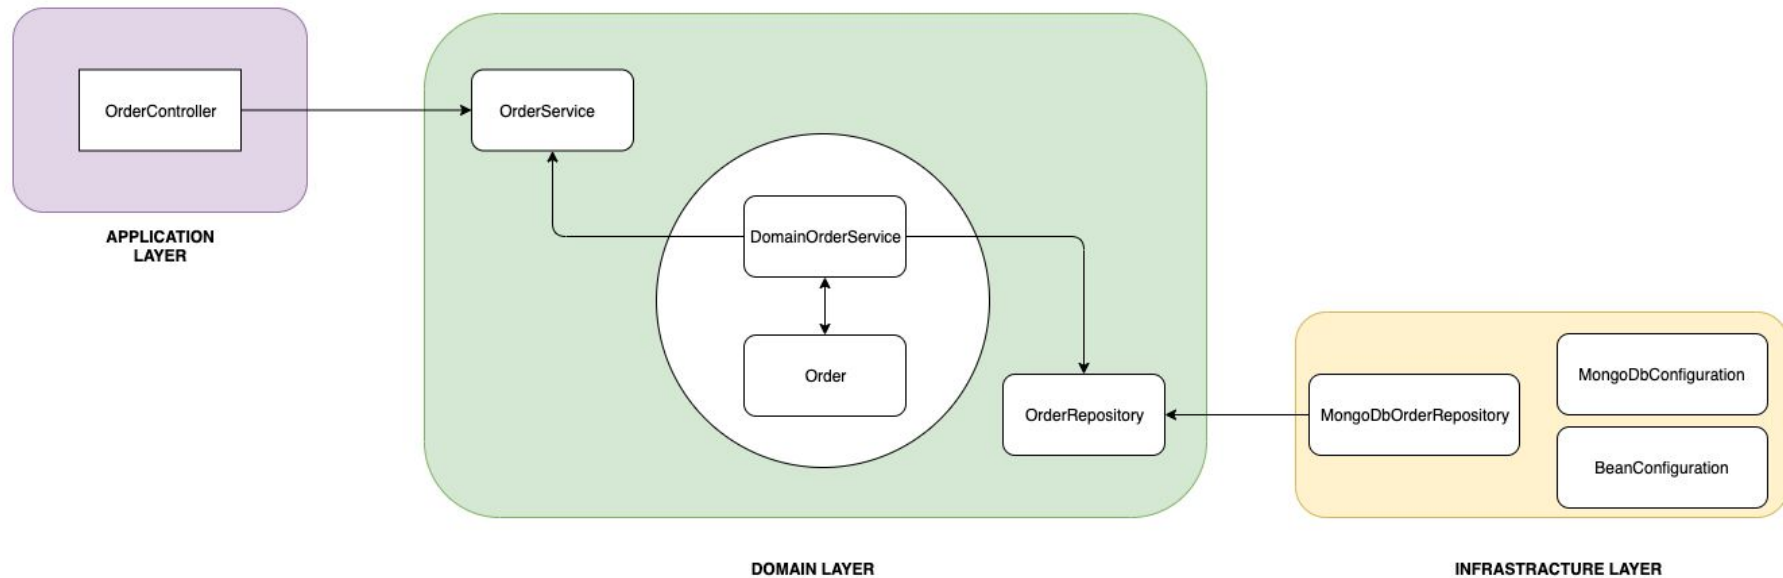 OrderController
APPLICATION
LAYER
OrderService
DomainOrderService
Order
OrderRepository
DOMAIN LAYER
MongoDbOrderRepository
MongoDbConfiguration
BeanConfiguration
INFRASTRACTURE LAYER